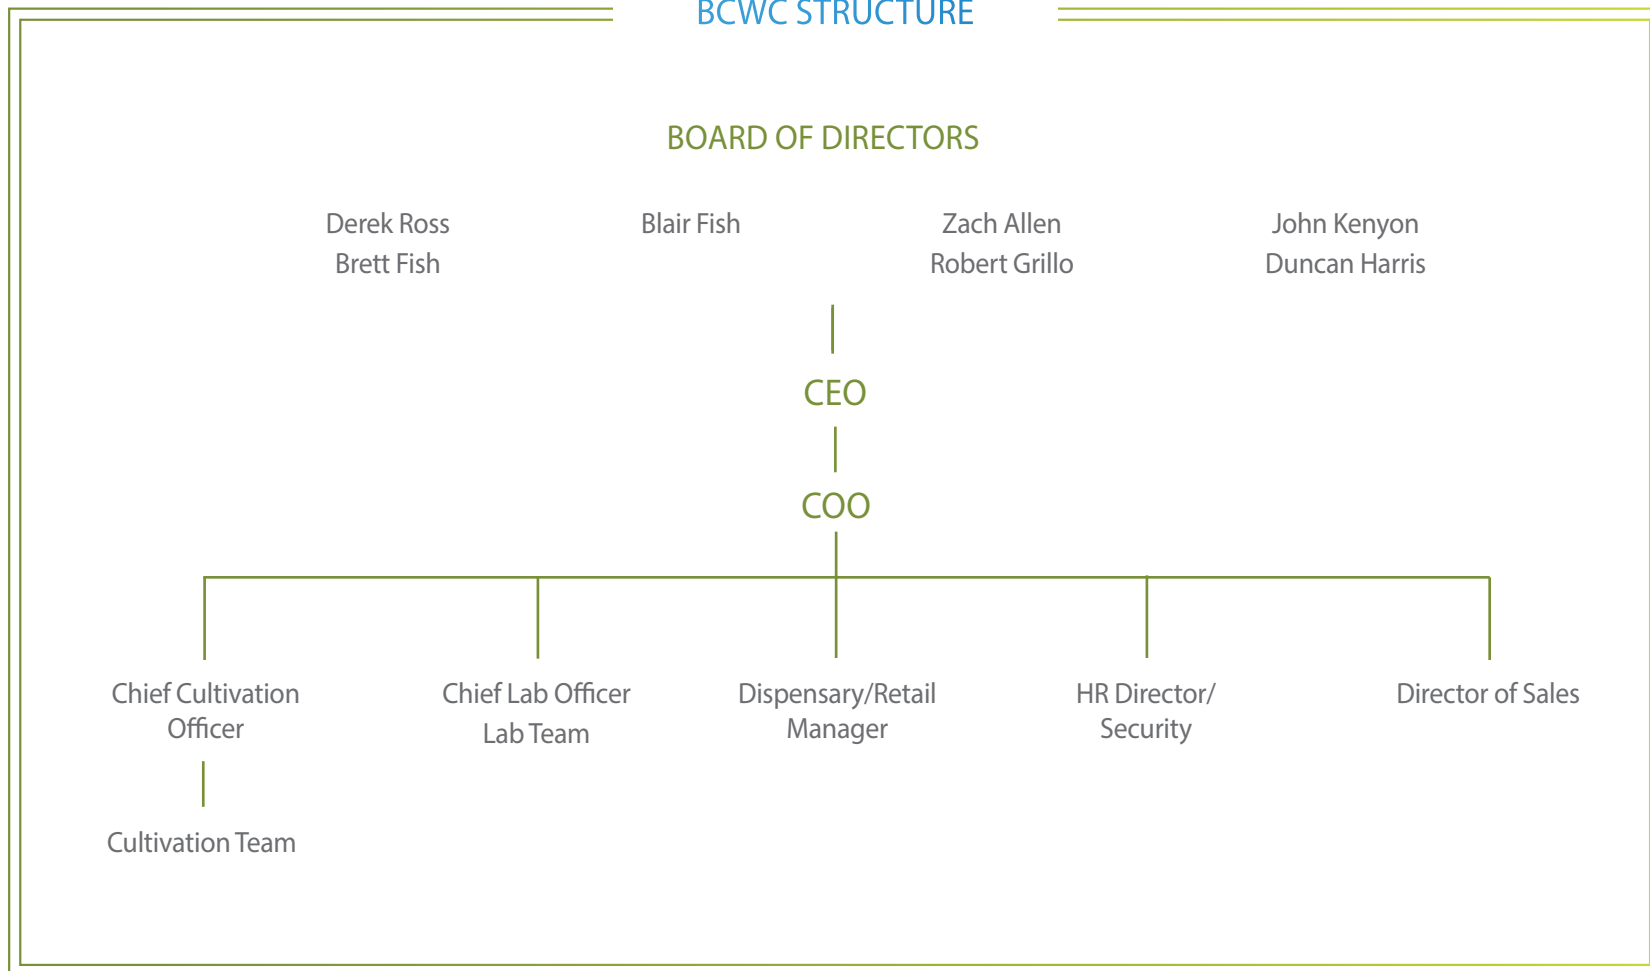 BCWC STRUCTURE
BOARD OF DIRECTORS
Derek Ross
Brett Fish
Blair Fish
Zach Allen
Robert Grillo
John Kenyon
Duncan Harris
CEO
COO
Chief Cultivation
Officer
Chief Lab Officer
Lab Team
Dispensary/Retail
Manager
HR Director/
Security
Director of Sales
Cultivation Team